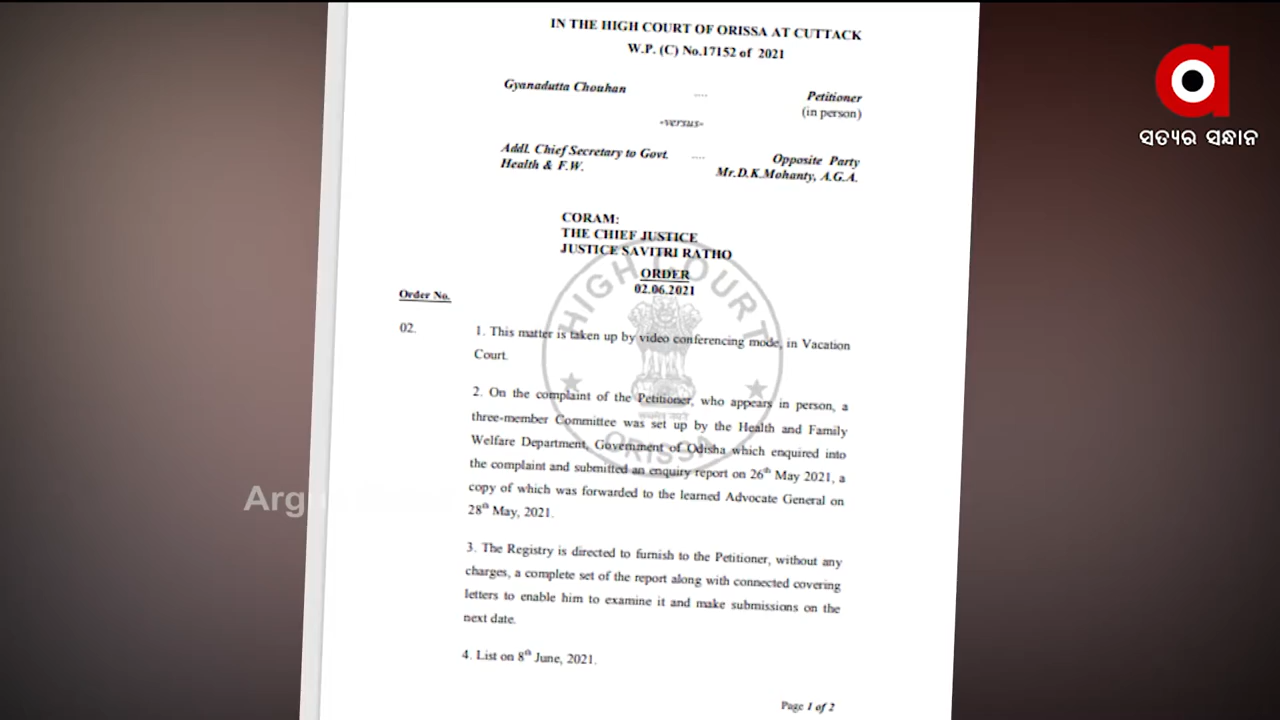 IN THE HIGH COURT OF ORISSA AT CUTTACK
W.P. (C) No.17152 of 2021
Gyanadutta Chouhan .... Petitioner
(in person)
-versus-
Addl. Chief Secretary to Govt. .... Opposite Party
Health & F.W. Mr.D.K.Mohanty, A.G.A.
CORAM:
THE CHIEF JUSTICE
JUSTICE SAVITRI RATHO
ORDER
02.06.2021
Order No.
02. 1. This matter is taken up by video conferencing mode, in Vacation
Court.
2. On the complaint of the Petitioner, who appears in person, a
three-member Committee was set up by the Health and Family
Welfare Department, Government of Odisha which enquired into
the complaint and submitted an enquiry report on 26th May 2021, a
copy of which was forwarded to the learned Advocate General on
28th May, 2021.
3. The Registry is directed to furnish to the Petitioner, without any
charges, a complete set of the report along with connected covering
letters to enable him to examine it and make submissions on the
next date.
4. List on 8th June, 2021.
Page 1 of 2
HIGH COURT
ORISSA
ସତ୍ୟର ସନ୍ଧାନ